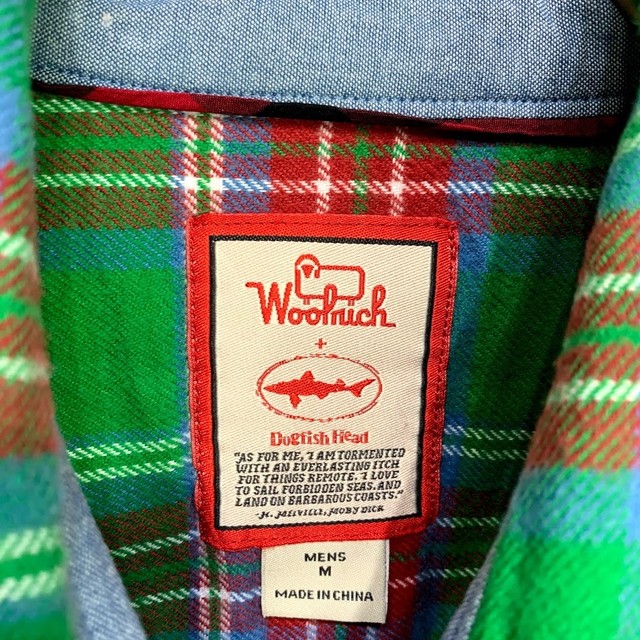 Woolrich
+
Dogfish Head
"AS FOR ME, I AM TORMENTED
WITH AN EVERLASTING ITCH
FOR THINGS REMOTE. I LOVE
TO SAIL FORBIDDEN SEAS, AND
LAND ON BARBAROUS COASTS."
-H. MELVILLE, MOBY DICK
MENS
M
MADE IN CHINA